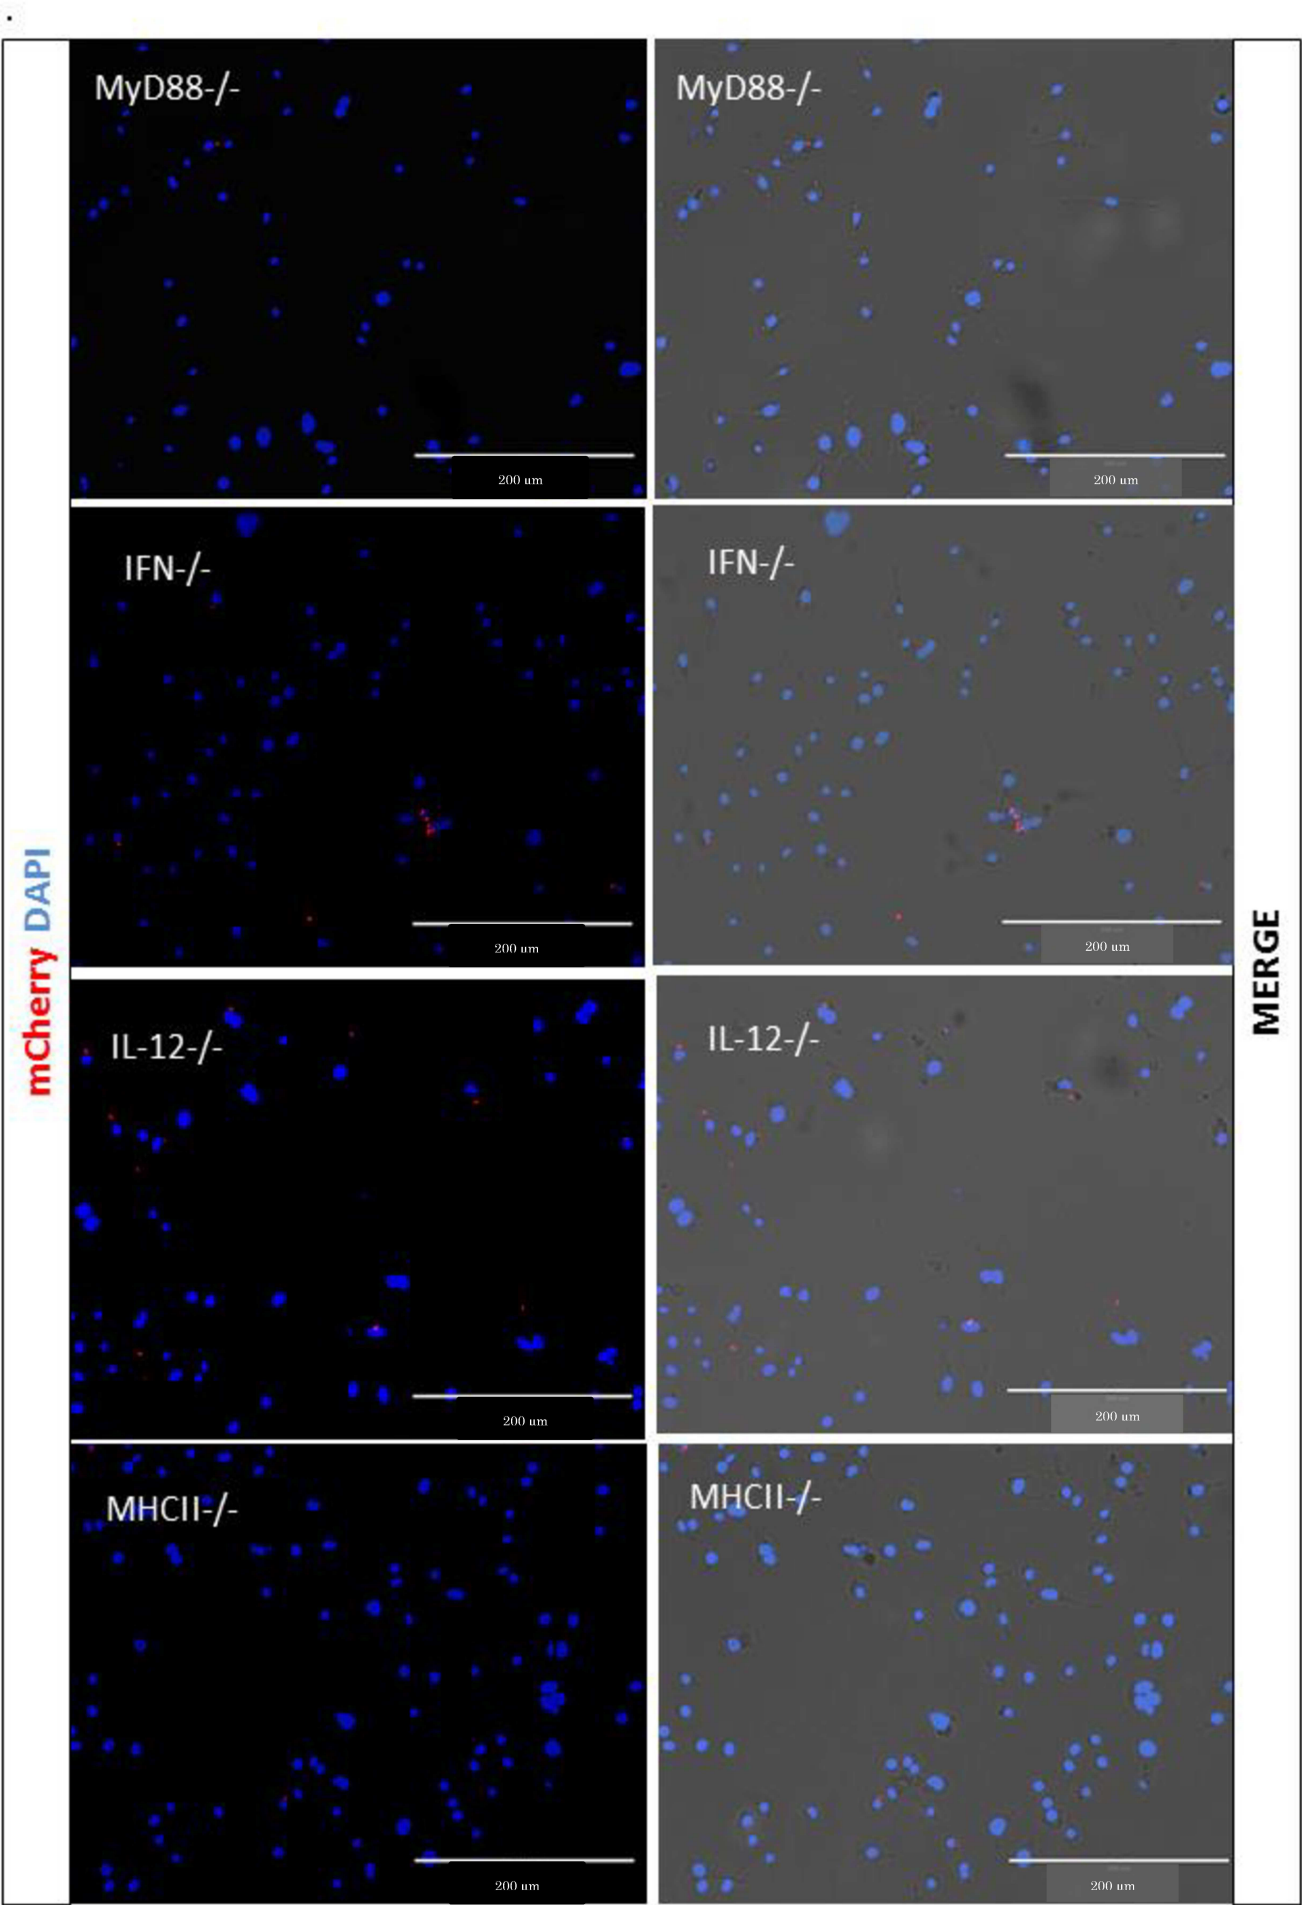 mCherry DAPI
MyD88-/-
MyD88-/-
200 um
200 um
IFN-/-
IFN-/-
200 um
200 um
IL-12-/-
IL-12-/-
200 um
200 um
MHCII-/-
MHCII-/-
200 um
200 um
MERGE